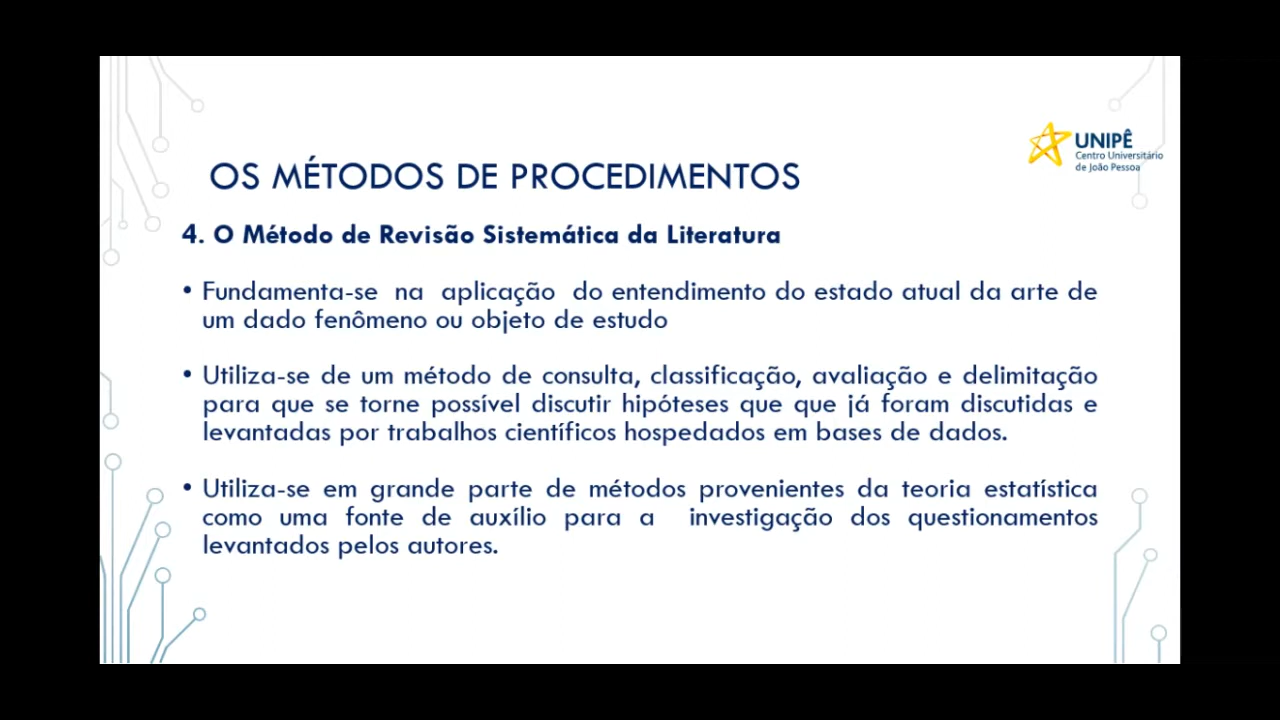 UNIPÊ
Centro Universitário
de João Pessoa
OS MÉTODOS DE PROCEDIMENTOS
4. O Método de Revisão Sistemática da Literatura
• Fundamenta-se na aplicação do entendimento do estado atual da arte de
um dado fenômeno ou objeto de estudo
• Utiliza-se de um método de consulta, classificação, avaliação e delimitação
para que se torne possível discutir hipóteses que que já foram discutidas e
levantadas por trabalhos científicos hospedados em bases de dados.
• Utiliza-se em grande parte de métodos provenientes da teoria estatística
como uma fonte de auxílio para a investigação dos questionamentos
levantados pelos autores.